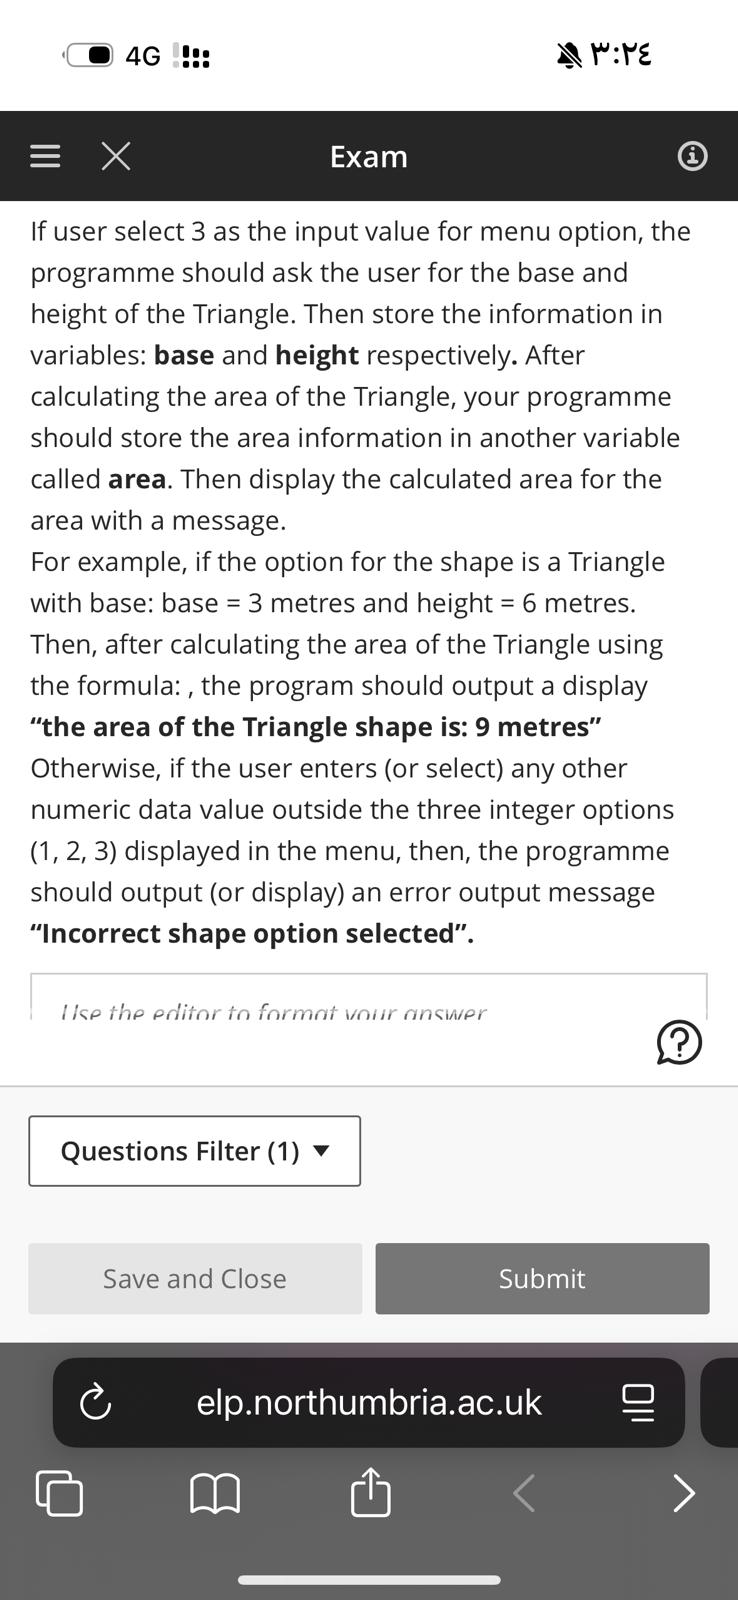 4G
٣:٢٤
Exam
If user select 3 as the input value for menu option, the
programme should ask the user for the base and
height of the Triangle. Then store the information in
variables: base and height respectively. After
calculating the area of the Triangle, your programme
should store the area information in another variable
called area. Then display the calculated area for the
area with a message.
For example, if the option for the shape is a Triangle
with base: base = 3 metres and height = 6 metres.
Then, after calculating the area of the Triangle using
the formula: , the program should output a display
“the area of the Triangle shape is: 9 metres”
Otherwise, if the user enters (or select) any other
numeric data value outside the three integer options
(1, 2, 3) displayed in the menu, then, the programme
should output (or display) an error output message
“Incorrect shape option selected”.
Use the editor to format your answer
Questions Filter (1)
Save and Close
Submit
elp.northumbria.ac.uk